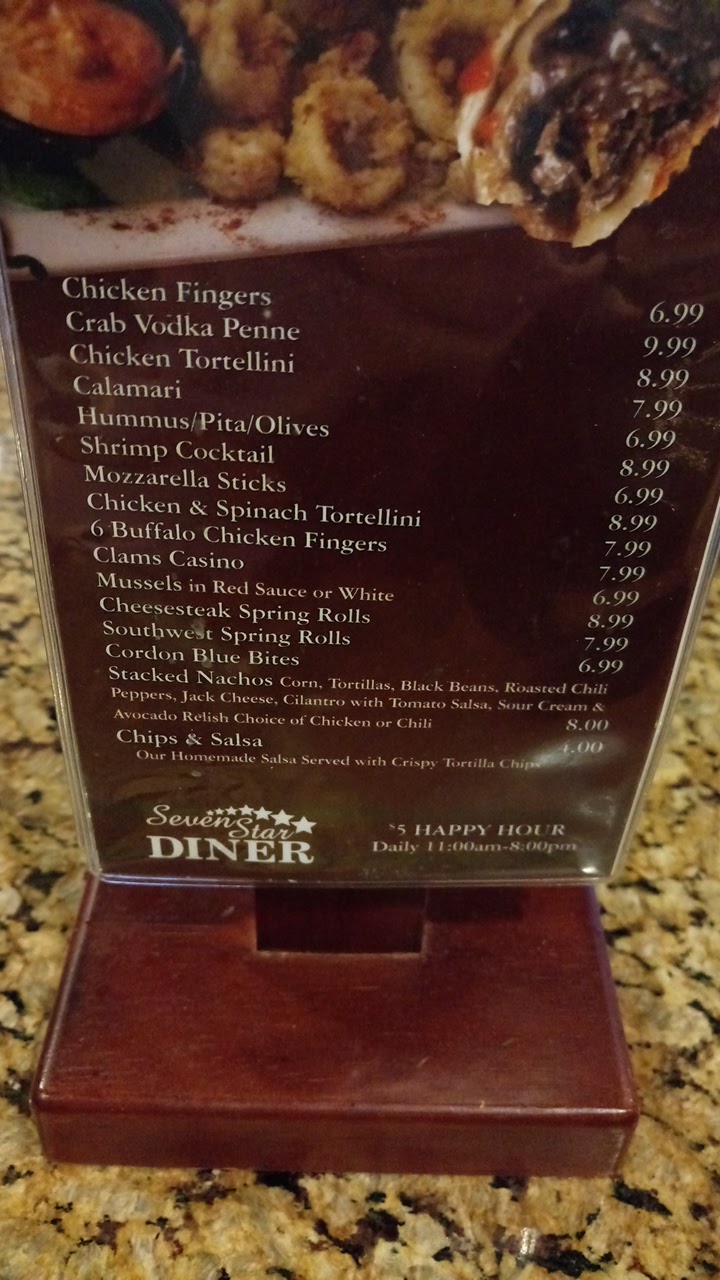 Chicken Fingers 6.99
Crab Vodka Penne 9.99
Chicken Tortellini 8.99
Calamari 7.99
Hummus/Pita/Olives 6.99
Shrimp Cocktail 8.99
Mozzarella Sticks 6.99
Chicken & Spinach Tortellini 8.99
6 Buffalo Chicken Fingers 7.99
Clams Casino 7.99
Mussels in Red Sauce or White 6.99
Cheesesteak Spring Rolls 8.99
Southwest Spring Rolls 7.99
Cordon Blue Bites 6.99
Stacked Nachos Corn, Tortillas, Black Beans, Roasted Chili
Peppers, Jack Cheese, Cilantro with Tomato Salsa, Sour Cream &
Avocado Relish Choice of Chicken or Chili 8.00
Chips & Salsa 4.00
Our Homemade Salsa Served with Crispy Tortilla Chips
Seven Star
DINER
$5 HAPPY HOUR
Daily 11:00am-8:00pm